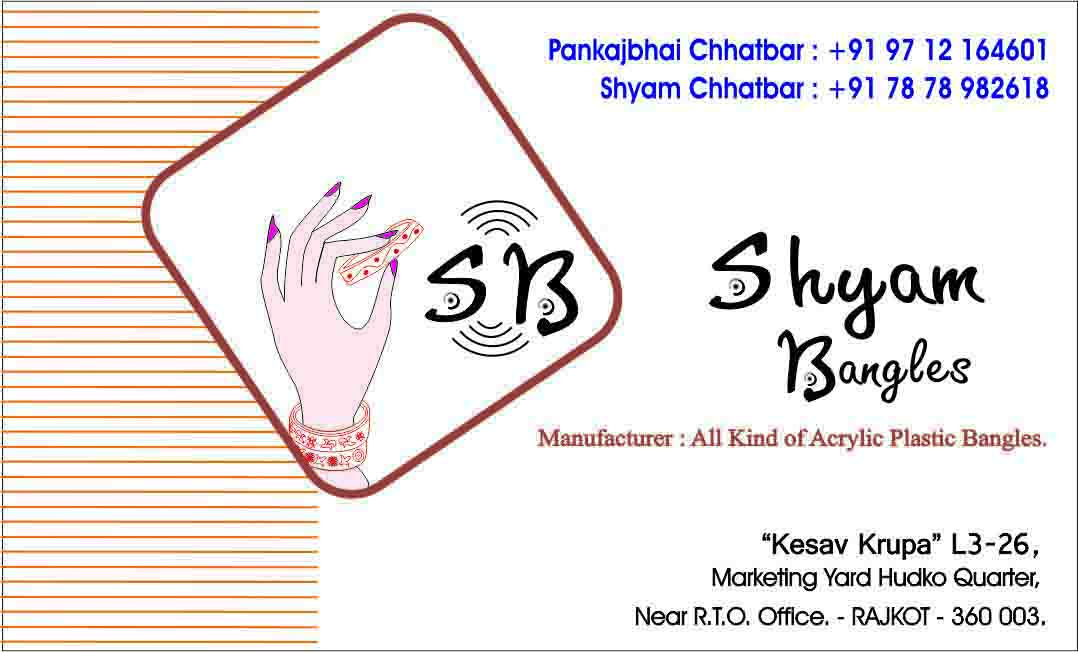 Pankajbhai Chhatbar : +91 97 12 164601
Shyam Chhatbar : +91 78 78 982618
SB
Shyam
Bangles
Manufacturer : All Kind of Acrylic Plastic Bangles.
“Kesav Krupa” L3-26,
Marketing Yard Hudko Quarter,
Near R.T.O. Office. - RAJKOT - 360 003.